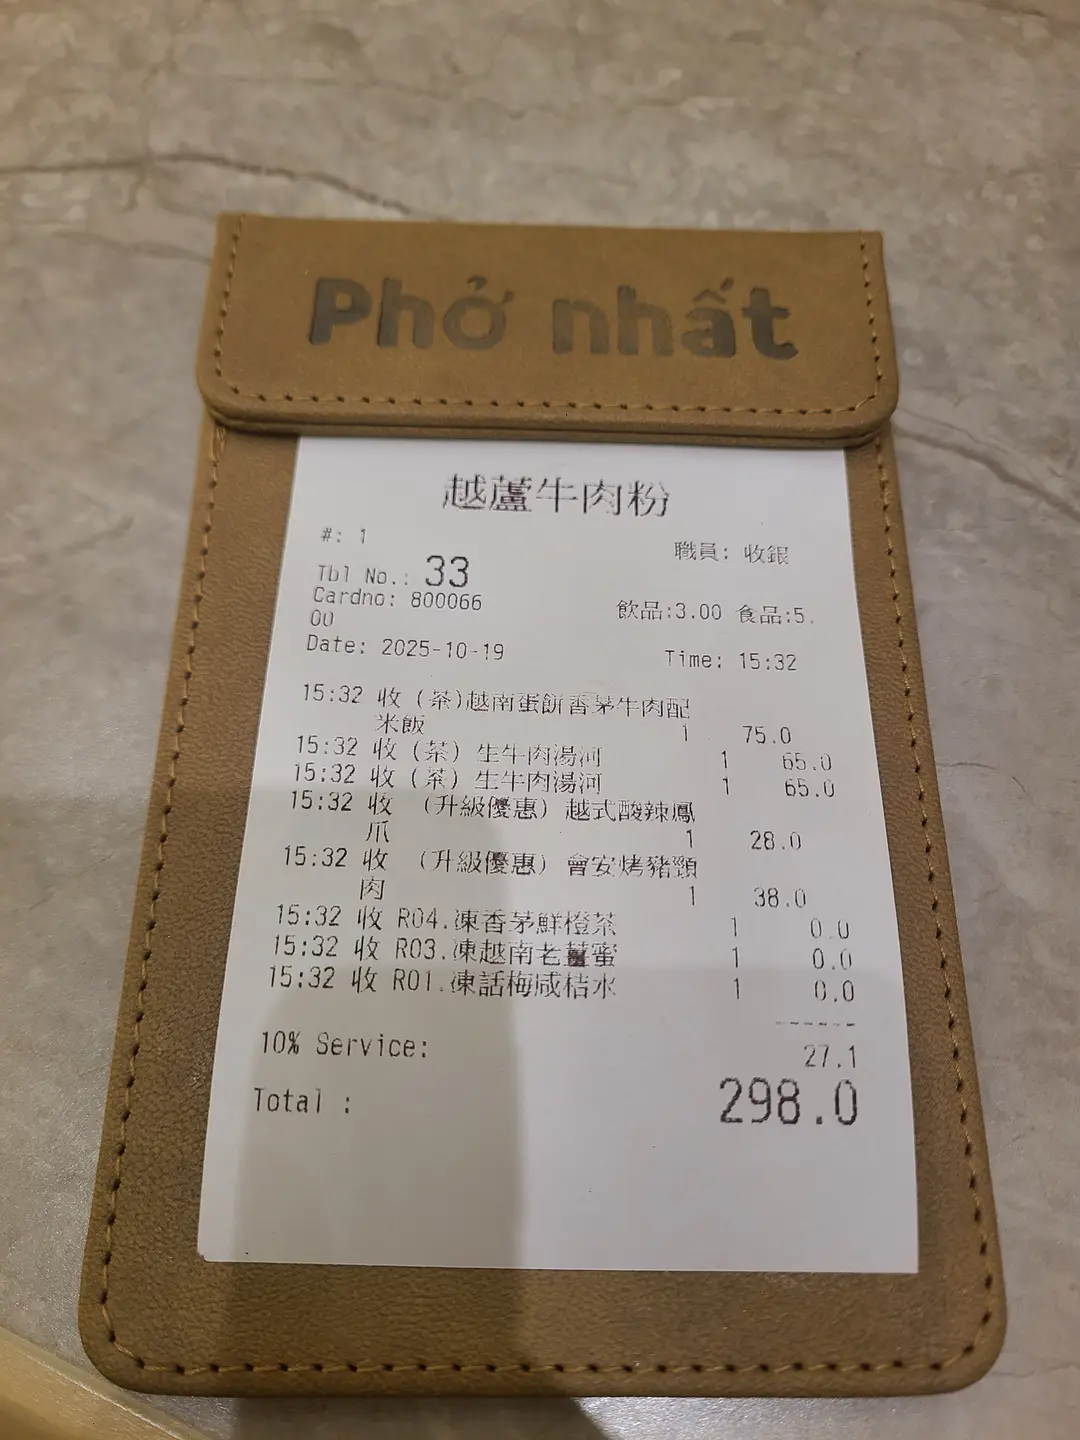 Phở nhất
越蘆牛肉粉
#: 1 職員: 收銀
Tbl No.: 33
Cardno: 800066 飲品:3.00 食品:5.
00
Date: 2025-10-19 Time: 15:32
15:32 收 (茶)越南蛋餅香茅牛肉配
米飯 1 75.0
15:32 收 (茶) 生牛肉湯河 1 65.0
15:32 收 (茶) 生牛肉湯河 1 65.0
15:32 收 (升級優惠) 越式酸辣鳳
爪 1 28.0
15:32 收 (升級優惠) 會安烤豬頸
肉 1 38.0
15:32 收 R04.凍香茅鮮橙茶 1 0.0
15:32 收 R03.凍越南老薑蜜 1 0.0
15:32 收 R01.凍話梅咸桔水 1 0.0
------
10% Service: 27.1
Total : 298.0